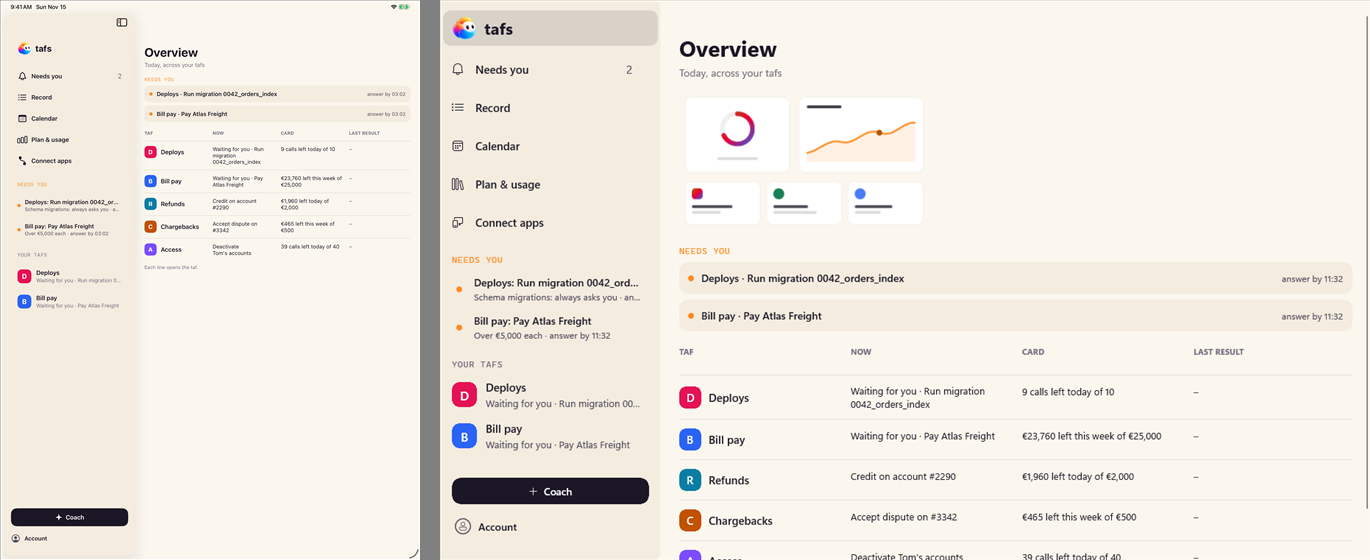 9:41 AM Sun Nov 15
tafs
Needs you 2
Record
Calendar
Plan & usage
Connect apps
NEEDS YOU
Deploys: Run migration 0042_or...
Schema migrations: always asks you · a...
Bill pay: Pay Atlas Freight
Over €5,000 each · answer by 03:02
YOUR TAFS
D Deploys
Waiting for you · Run migration 0...
B Bill pay
Waiting for you · Pay Atlas Freight
+ Coach
Account
Overview
Today, across your tafs
NEEDS YOU
Deploys · Run migration 0042_orders_index answer by 03:02
Bill pay · Pay Atlas Freight answer by 03:02
TAF NOW CARD LAST RESULT
D Deploys Waiting for you · Run 9 calls left today of 10 –
migration
0042_orders_index
B Bill pay Waiting for you · Pay €23,760 left this week of –
Atlas Freight €25,000
R Refunds Credit on account €1,960 left today of –
#2290 €2,000
C Chargebacks Accept dispute on €465 left this week of –
#3342 €500
A Access Deactivate 39 calls left today of 40 –
Tom's accounts
Each line opens the taf.
tafs
Needs you 2
Record
Calendar
Plan & usage
Connect apps
NEEDS YOU
Deploys: Run migration 0042_ord...
Schema migrations: always asks you · an...
Bill pay: Pay Atlas Freight
Over €5,000 each · answer by 11:32
YOUR TAFS
D Deploys
Waiting for you · Run migration 00...
B Bill pay
Waiting for you · Pay Atlas Freight
+ Coach
Account
Overview
Today, across your tafs
NEEDS YOU
Deploys · Run migration 0042_orders_index answer by 11:32
Bill pay · Pay Atlas Freight answer by 11:32
TAF NOW CARD LAST RESULT
D Deploys Waiting for you · Run migration 9 calls left today of 10 –
0042_orders_index
B Bill pay Waiting for you · Pay Atlas Freight €23,760 left this week of €25,000 –
R Refunds Credit on account #2290 €1,960 left today of €2,000 –
C Chargebacks Accept dispute on #3342 €465 left this week of €500 –
A Access Deactivate Tom's accounts 39 calls left today of 40 –